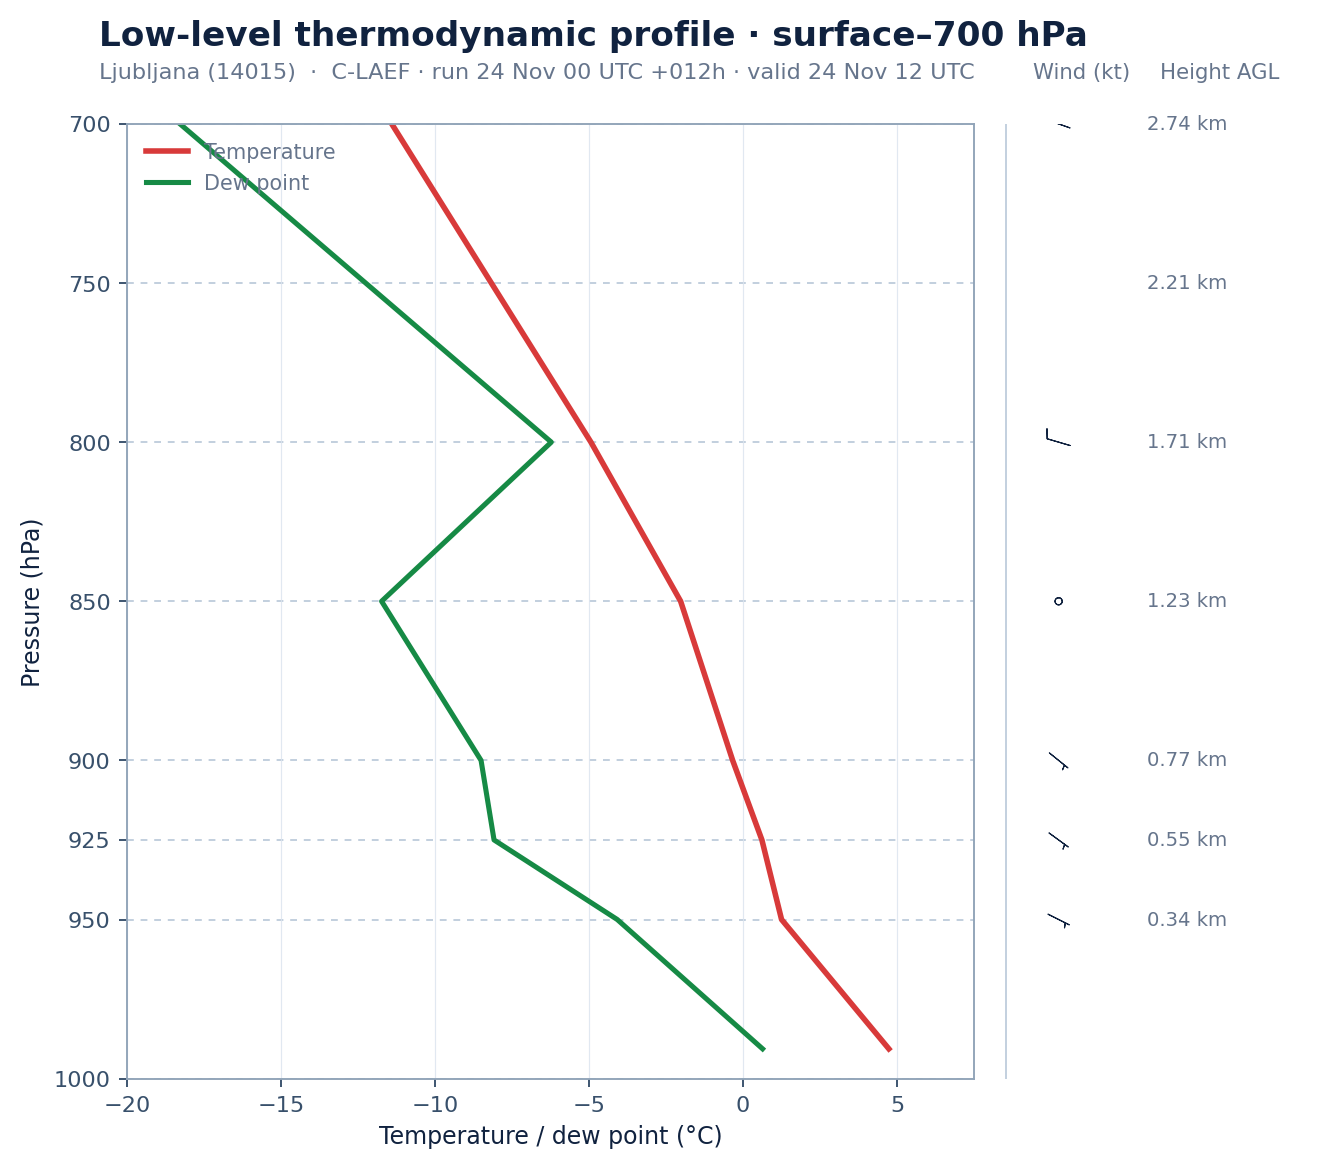 Low-level thermodynamic profile · surface–700 hPa
Ljubljana (14015)  ·  C-LAEF · run 24 Nov 00 UTC +012h · valid 24 Nov 12 UTC
Wind (kt)
Height AGL
Temperature
Dew point
700
750
800
850
900
925
950
1000
Pressure (hPa)
−20
−15
−10
−5
0
5
Temperature / dew point (°C)
2.74 km
2.21 km
1.71 km
1.23 km
0.77 km
0.55 km
0.34 km